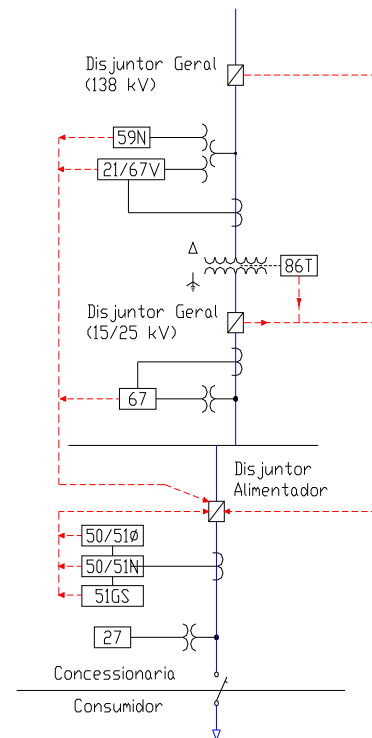 Disjuntor Geral
(138 kV)
59N
21/67V
Δ
86T
Disjuntor Geral
(15/25 kV)
67
Disjuntor
Alimentador
50/51Ø
50/51N
51GS
27
Concessionaria
Consumidor